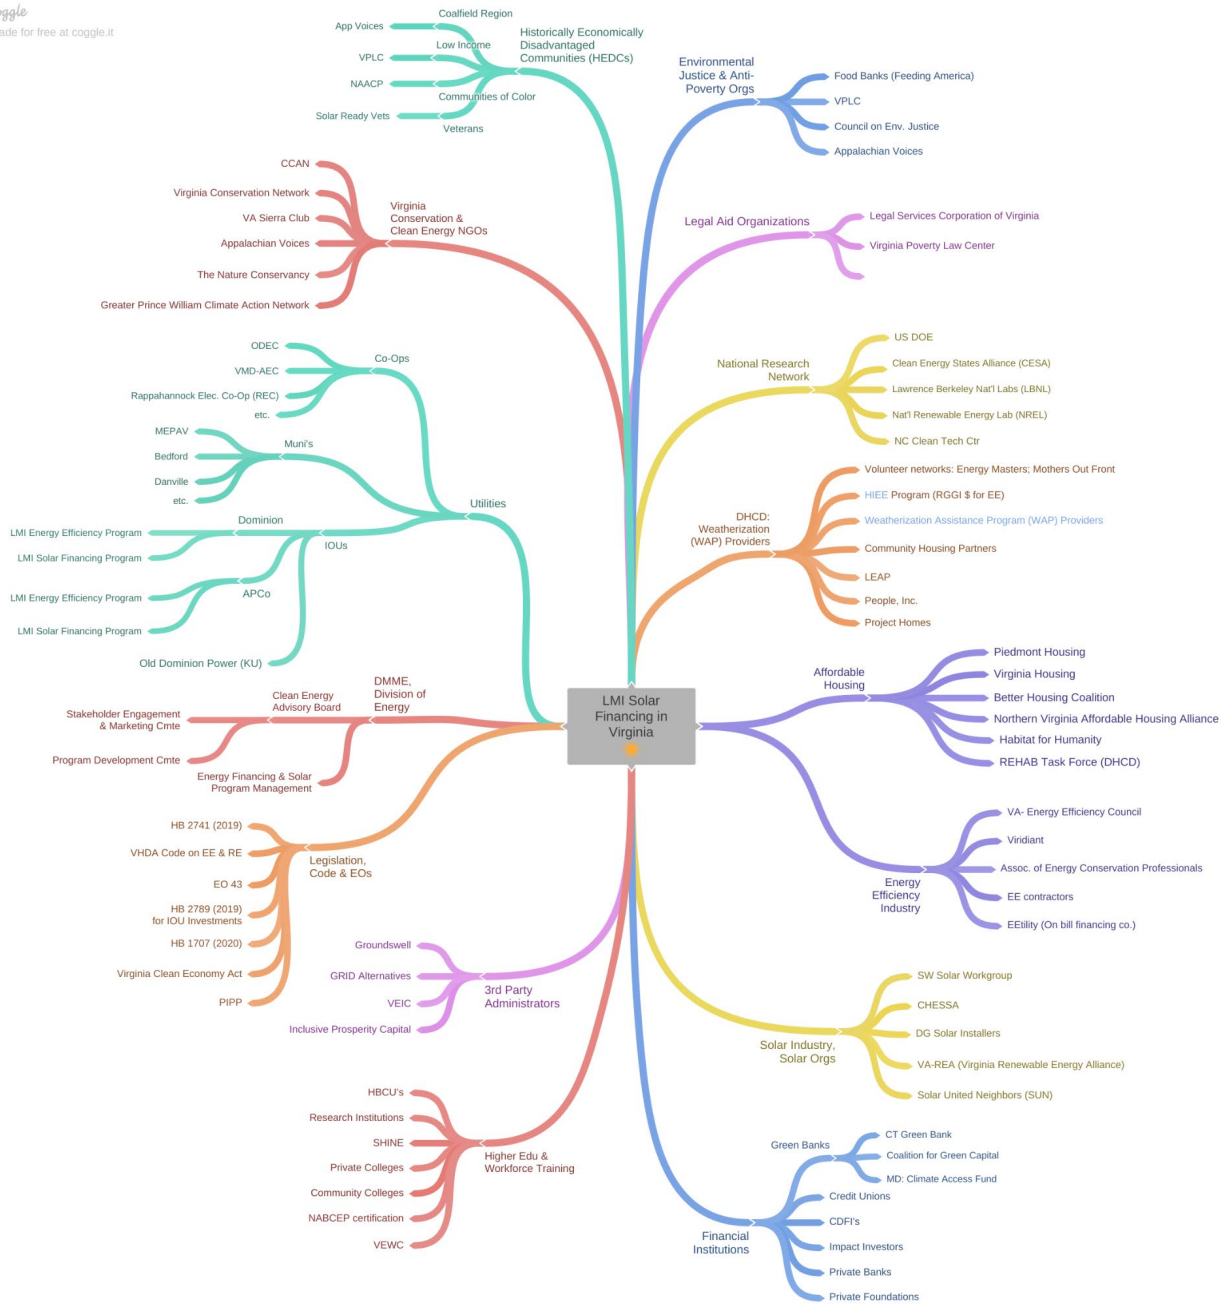 oggle
ade for free at coggle.it
LMI Solar
Financing in
Virginia
Historically Economically
Disadvantaged
Communities (HEDCs)
Coalfield Region
App Voices
Low Income
VPLC
NAACP
Communities of Color
Solar Ready Vets
Veterans
Virginia
Conservation &
Clean Energy NGOs
CCAN
Virginia Conservation Network
VA Sierra Club
Appalachian Voices
The Nature Conservancy
Greater Prince William Climate Action Network
Utilities
Co-Ops
ODEC
VMD-AEC
Rappahannock Elec. Co-Op (REC)
etc.
Muni's
MEPAV
Bedford
Danville
etc.
IOUs
Dominion
LMI Energy Efficiency Program
LMI Solar Financing Program
APCo
LMI Energy Efficiency Program
LMI Solar Financing Program
Old Dominion Power (KU)
DMME,
Division of
Energy
Clean Energy
Advisory Board
Stakeholder Engagement
& Marketing Cmte
Program Development Cmte
Energy Financing & Solar
Program Management
Legislation,
Code & EOs
HB 2741 (2019)
VHDA Code on EE & RE
EO 43
HB 2789 (2019)
for IOU Investments
HB 1707 (2020)
Virginia Clean Economy Act
PIPP
3rd Party
Administrators
Groundswell
GRID Alternatives
VEIC
Inclusive Prosperity Capital
Higher Edu &
Workforce Training
HBCU's
Research Institutions
SHINE
Private Colleges
Community Colleges
NABCEP certification
VEWC
Environmental
Justice & Anti-
Poverty Orgs
Food Banks (Feeding America)
VPLC
Council on Env. Justice
Appalachian Voices
Legal Aid Organizations
Legal Services Corporation of Virginia
Virginia Poverty Law Center
National Research
Network
US DOE
Clean Energy States Alliance (CESA)
Lawrence Berkeley Nat'l Labs (LBNL)
Nat'l Renewable Energy Lab (NREL)
NC Clean Tech Ctr
DHCD:
Weatherization
(WAP) Providers
Volunteer networks: Energy Masters; Mothers Out Front
HIEE Program (RGGI $ for EE)
Weatherization Assistance Program (WAP) Providers
Community Housing Partners
LEAP
People, Inc.
Project Homes
Affordable
Housing
Piedmont Housing
Virginia Housing
Better Housing Coalition
Northern Virginia Affordable Housing Alliance
Habitat for Humanity
REHAB Task Force (DHCD)
Energy
Efficiency
Industry
VA- Energy Efficiency Council
Viridiant
Assoc. of Energy Conservation Professionals
EE contractors
EEtility (On bill financing co.)
Solar Industry,
Solar Orgs
SW Solar Workgroup
CHESSA
DG Solar Installers
VA-REA (Virginia Renewable Energy Alliance)
Solar United Neighbors (SUN)
Financial
Institutions
Green Banks
CT Green Bank
Coalition for Green Capital
MD: Climate Access Fund
Credit Unions
CDFI's
Impact Investors
Private Banks
Private Foundations